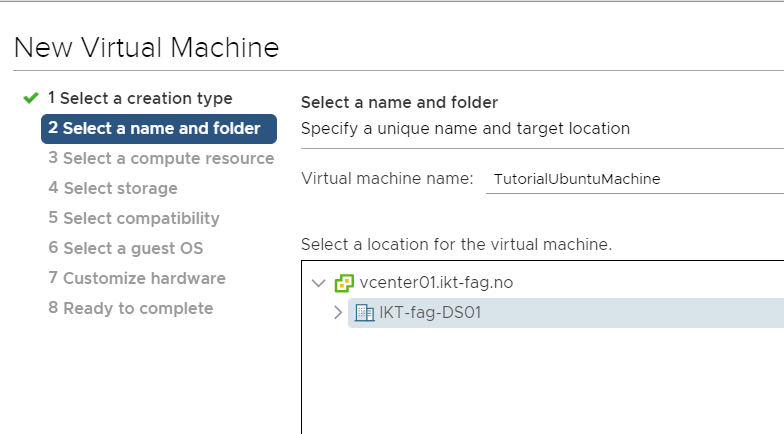 New Virtual Machine
1 Select a creation type
2 Select a name and folder
3 Select a compute resource
4 Select storage
5 Select compatibility
6 Select a guest OS
7 Customize hardware
8 Ready to complete
Select a name and folder
Specify a unique name and target location
Virtual machine name: TutorialUbuntuMachine
Select a location for the virtual machine.
vcenter01.ikt-fag.no
IKT-fag-DS01